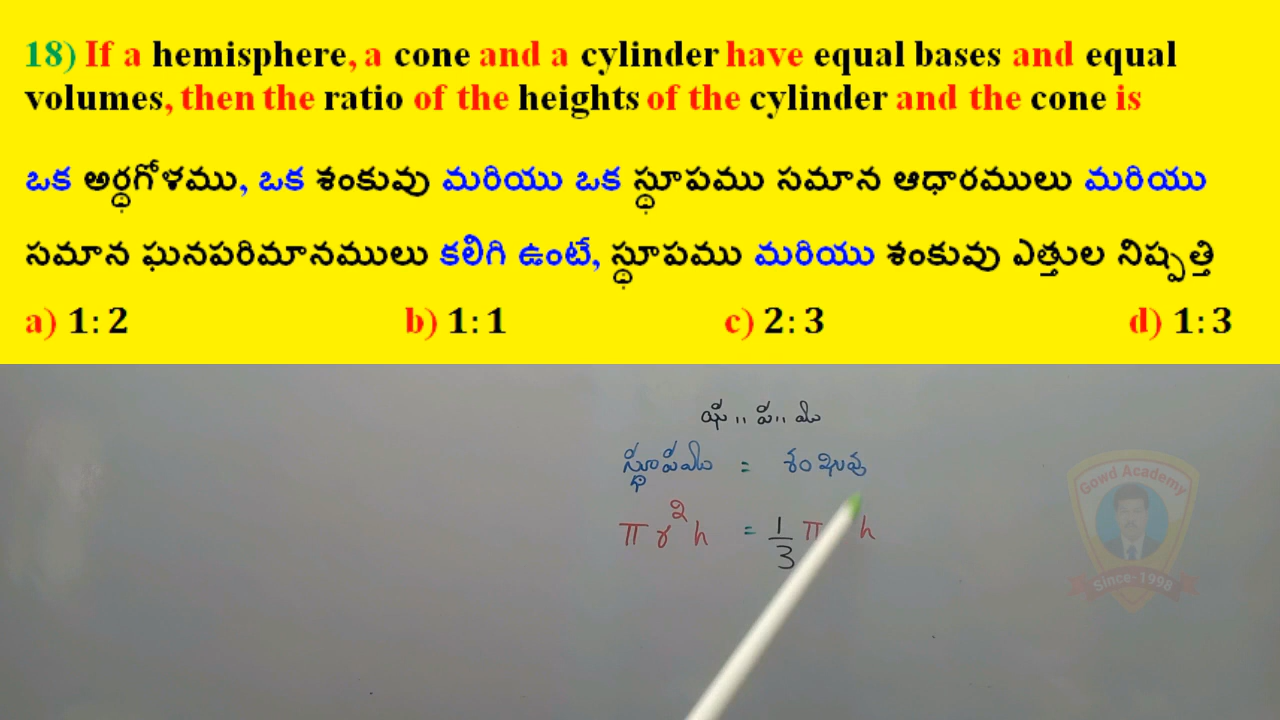 18) If a hemisphere, a cone and a cylinder have equal bases and equal
volumes, then the ratio of the heights of the cylinder and the cone is
ఒక అర్ధగోళము, ఒక శంకువు మరియు ఒక స్థూపము సమాన ఆధారములు మరియు
సమాన ఘనపరిమానములు కలిగి ఉంటే, స్థూపము మరియు శంకువు ఎత్తుల నిష్పత్తి
a) 1:2 b) 1:1 c) 2:3 d) 1:3
ఘ.. ప.. ము
స్థూపము = శంఖువు
π r² h = 1/3 π h
Gowd Academy
Since-1998